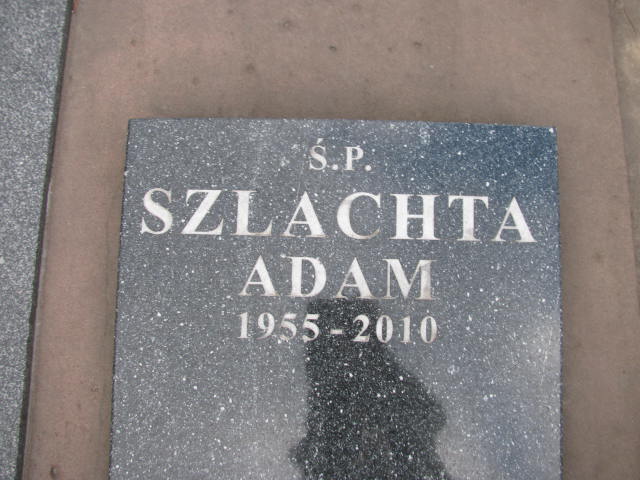 Ś.P.
SZLACHTA
ADAM
1955 - 2010